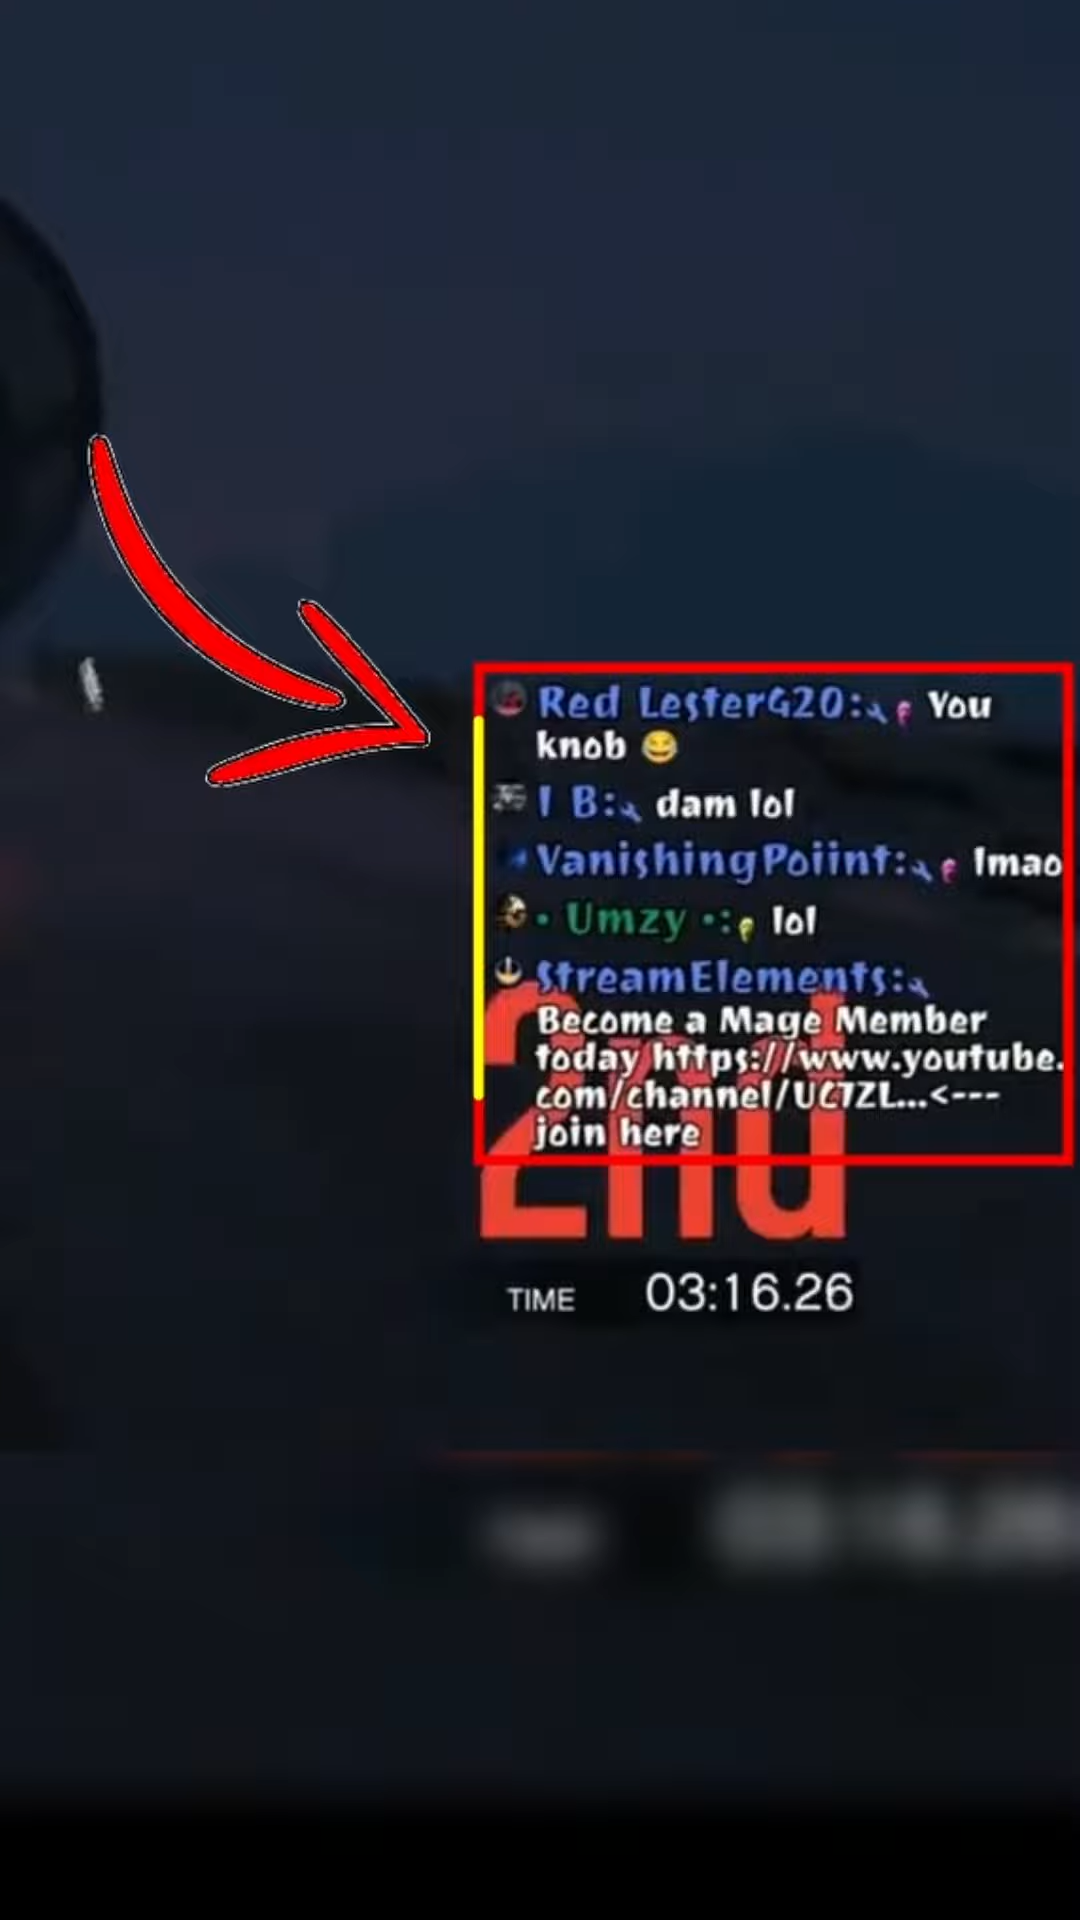 Red Lester420: You
knob 😂
I B: dam lol
VanishingPoiint: lmao
• Umzy •: lol
StreamElements:
Become a Mage Member
today https://www.youtube.
com/channel/UC7ZL...<---
join here
2nd
TIME 03:16.26